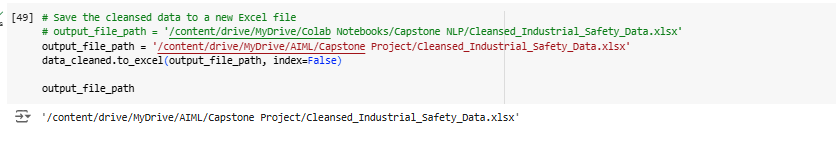 [49] # Save the cleansed data to a new Excel file
# output_file_path = '/content/drive/MyDrive/Colab Notebooks/Capstone NLP/Cleansed_Industrial_Safety_Data.xlsx'
output_file_path = '/content/drive/MyDrive/AIML/Capstone Project/Cleansed_Industrial_Safety_Data.xlsx'
data_cleaned.to_excel(output_file_path, index=False)
output_file_path
'/content/drive/MyDrive/AIML/Capstone Project/Cleansed_Industrial_Safety_Data.xlsx'